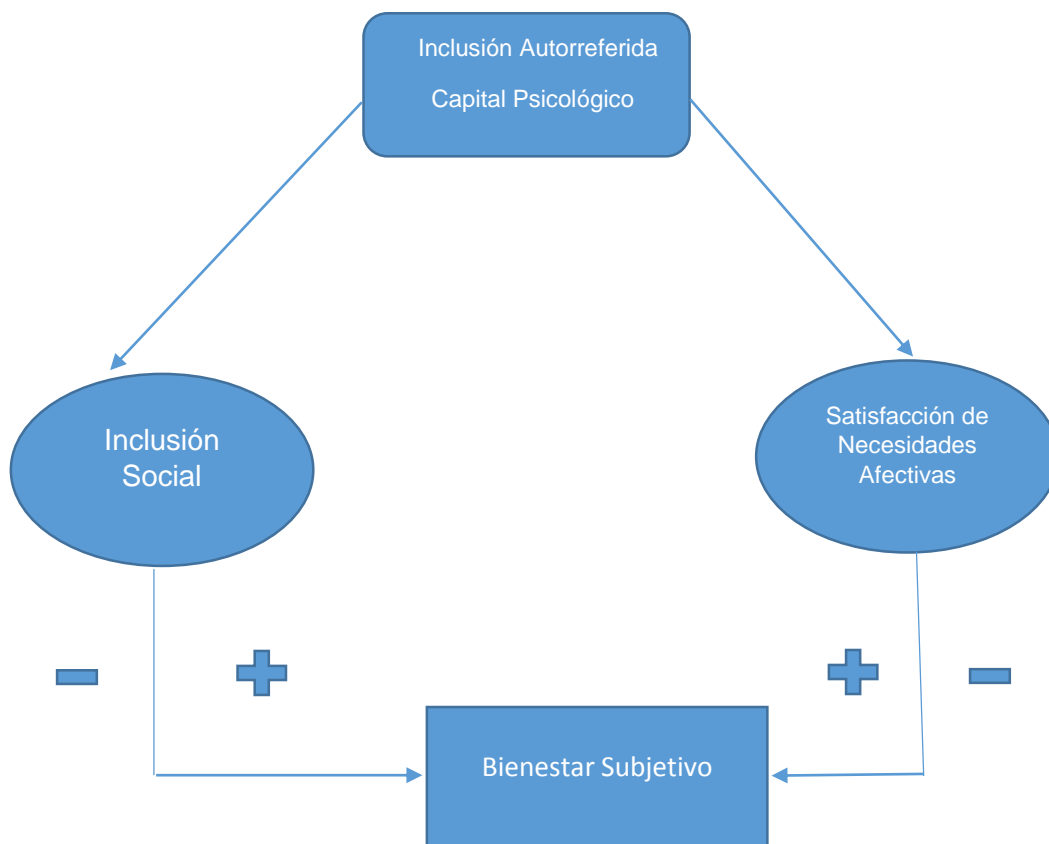 Inclusión Autorreferida
Capital Psicológico
Inclusión
Social
Satisfacción de
Necesidades
Afectivas
Bienestar Subjetivo